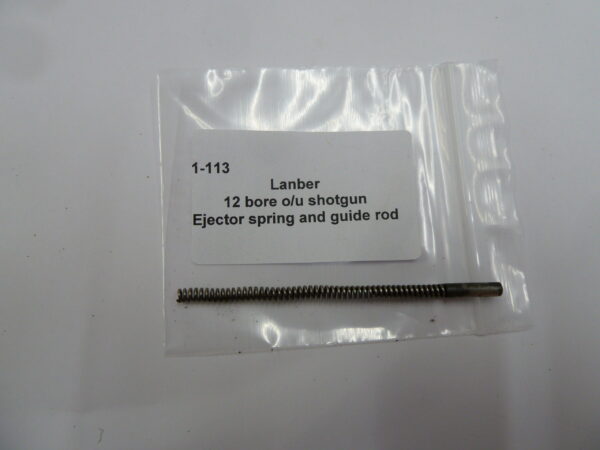 1-113
Lanber
12 bore o/u shotgun
Ejector spring and guide rod